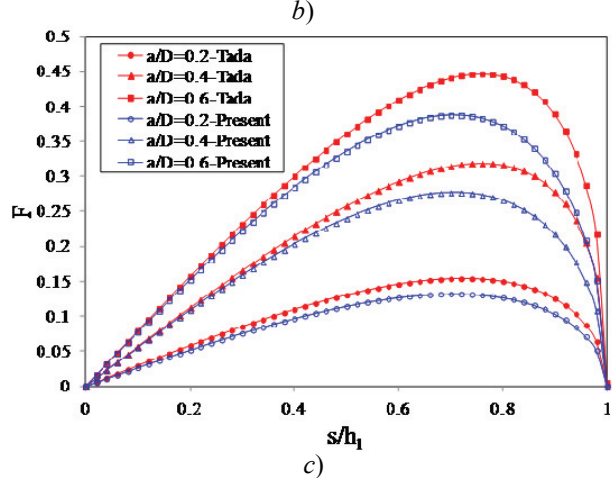 b)
0.5
0.45
0.4
0.35
0.3
0.25
0.2
0.15
0.1
0.05
0
F
a/D=0.2-Tada
a/D=0.4-Tada
a/D=0.6-Tada
a/D=0.2-Present
a/D=0.4-Present
a/D=0.6-Present
0 0.2 0.4 0.6 0.8 1
s/h₁
c)